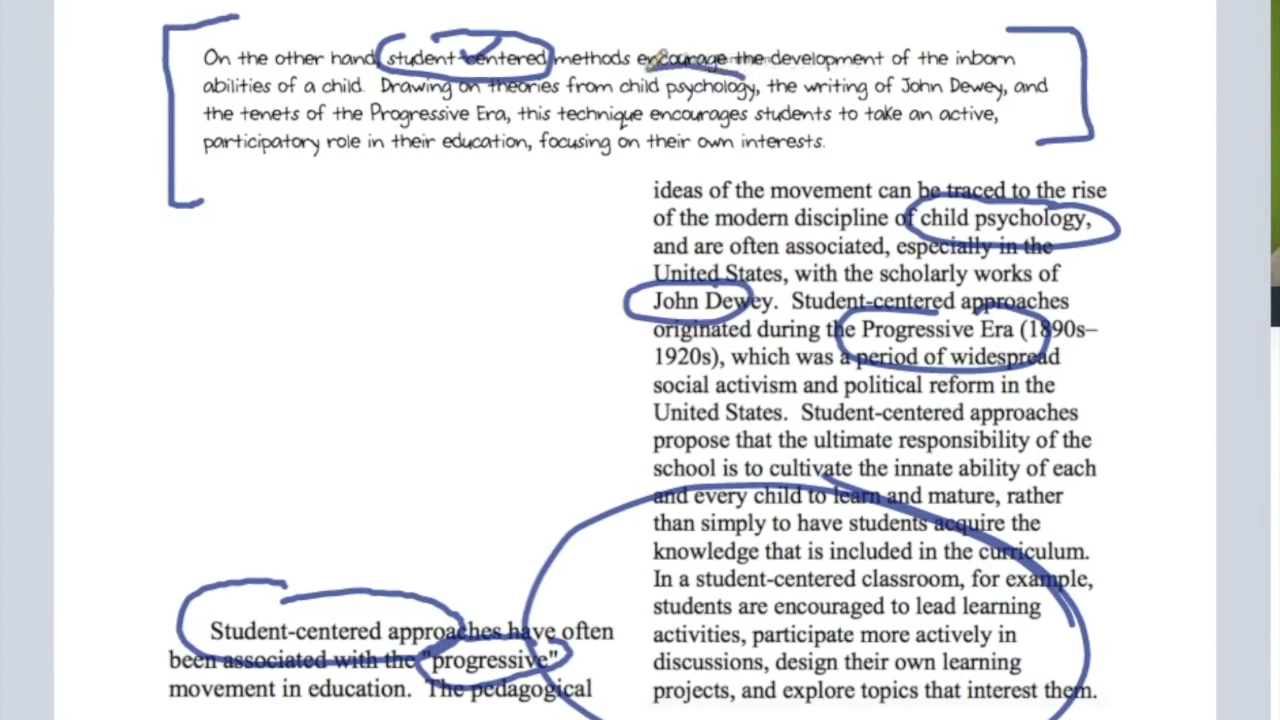 On the other hand, student-centered methods encourage the development of the inborn
abilities of a child. Drawing on theories from child psychology, the writing of John Dewey, and
the tenets of the Progressive Era, this technique encourages students to take an active,
participatory role in their education, focusing on their own interests.
Student-centered approaches have often
been associated with the "progressive"
movement in education. The pedagogical
ideas of the movement can be traced to the rise
of the modern discipline of child psychology,
and are often associated, especially in the
United States, with the scholarly works of
John Dewey. Student-centered approaches
originated during the Progressive Era (1890s–
1920s), which was a period of widespread
social activism and political reform in the
United States. Student-centered approaches
propose that the ultimate responsibility of the
school is to cultivate the innate ability of each
and every child to learn and mature, rather
than simply to have students acquire the
knowledge that is included in the curriculum.
In a student-centered classroom, for example,
students are encouraged to lead learning
activities, participate more actively in
discussions, design their own learning
projects, and explore topics that interest them.